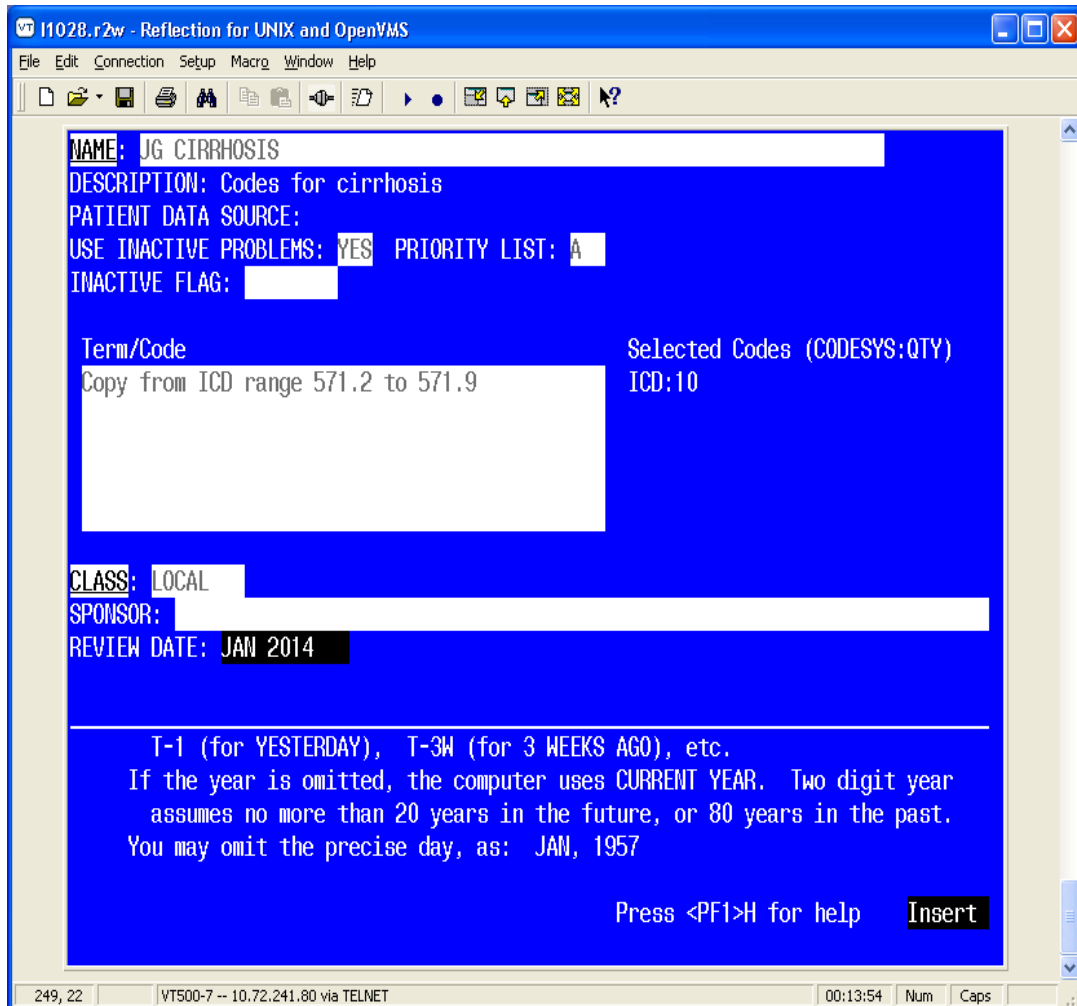 VT I1028.r2w - Reflection for UNIX and OpenVMS
File Edit Connection Setup Macro Window Help
NAME: JG CIRRHOSIS
DESCRIPTION: Codes for cirrhosis
PATIENT DATA SOURCE:
USE INACTIVE PROBLEMS: YES PRIORITY LIST: A
INACTIVE FLAG:
Term/Code Selected Codes (CODESYS:QTY)
Copy from ICD range 571.2 to 571.9 ICD:10
CLASS: LOCAL
SPONSOR:
REVIEW DATE: JAN 2014
T-1 (for YESTERDAY), T-3W (for 3 WEEKS AGO), etc.
If the year is omitted, the computer uses CURRENT YEAR. Two digit year
assumes no more than 20 years in the future, or 80 years in the past.
You may omit the precise day, as: JAN, 1957
Press <PF1>H for help Insert
249, 22 VT500-7 -- 10.72.241.80 via TELNET 00:13:54 Num Caps